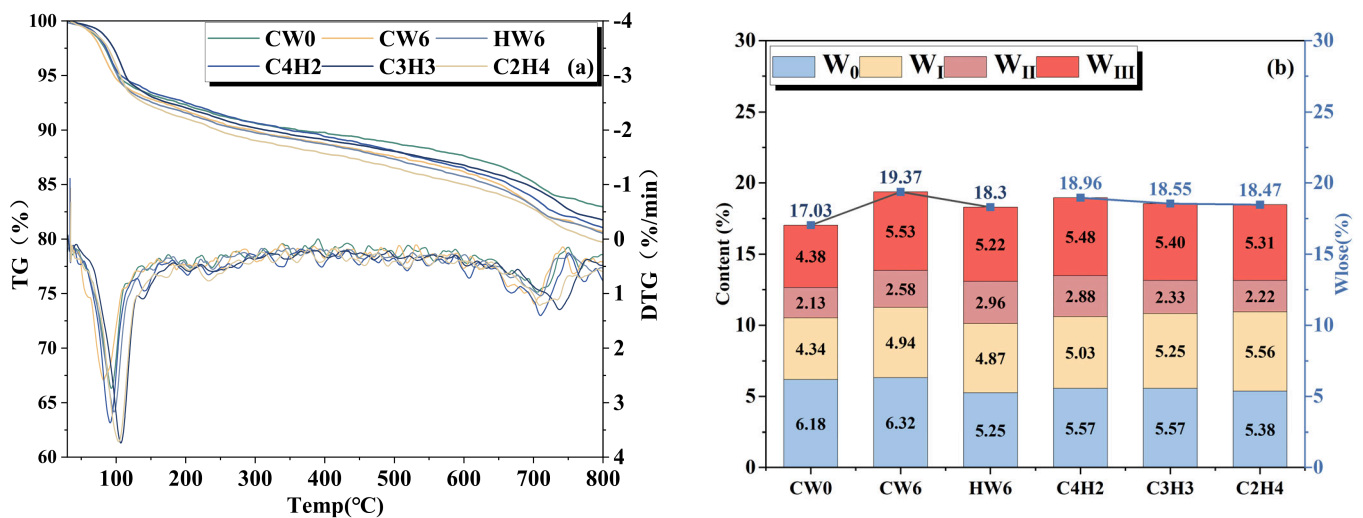 100
95
90
85
80
75
70
65
60
TG（%）
CW0 CW6 HW6
C4H2 C3H3 C2H4 (a)
-4
-3
-2
-1
0
1
2
3
4
DTG (%/min)
100 200 300 400 500 600 700 800
Temp(℃)
30
25
20
15
10
5
0
Content (%)
W0 WI WII WIII (b)
17.03 19.37 18.3 18.96 18.55 18.47
4.38 5.53 5.22 5.48 5.40 5.31
2.13 2.58 2.96 2.88 2.33 2.22
4.34 4.94 4.87 5.03 5.25 5.56
6.18 6.32 5.25 5.57 5.57 5.38
CW0 CW6 HW6 C4H2 C3H3 C2H4
30
25
20
15
10
5
0
Wlose(%)